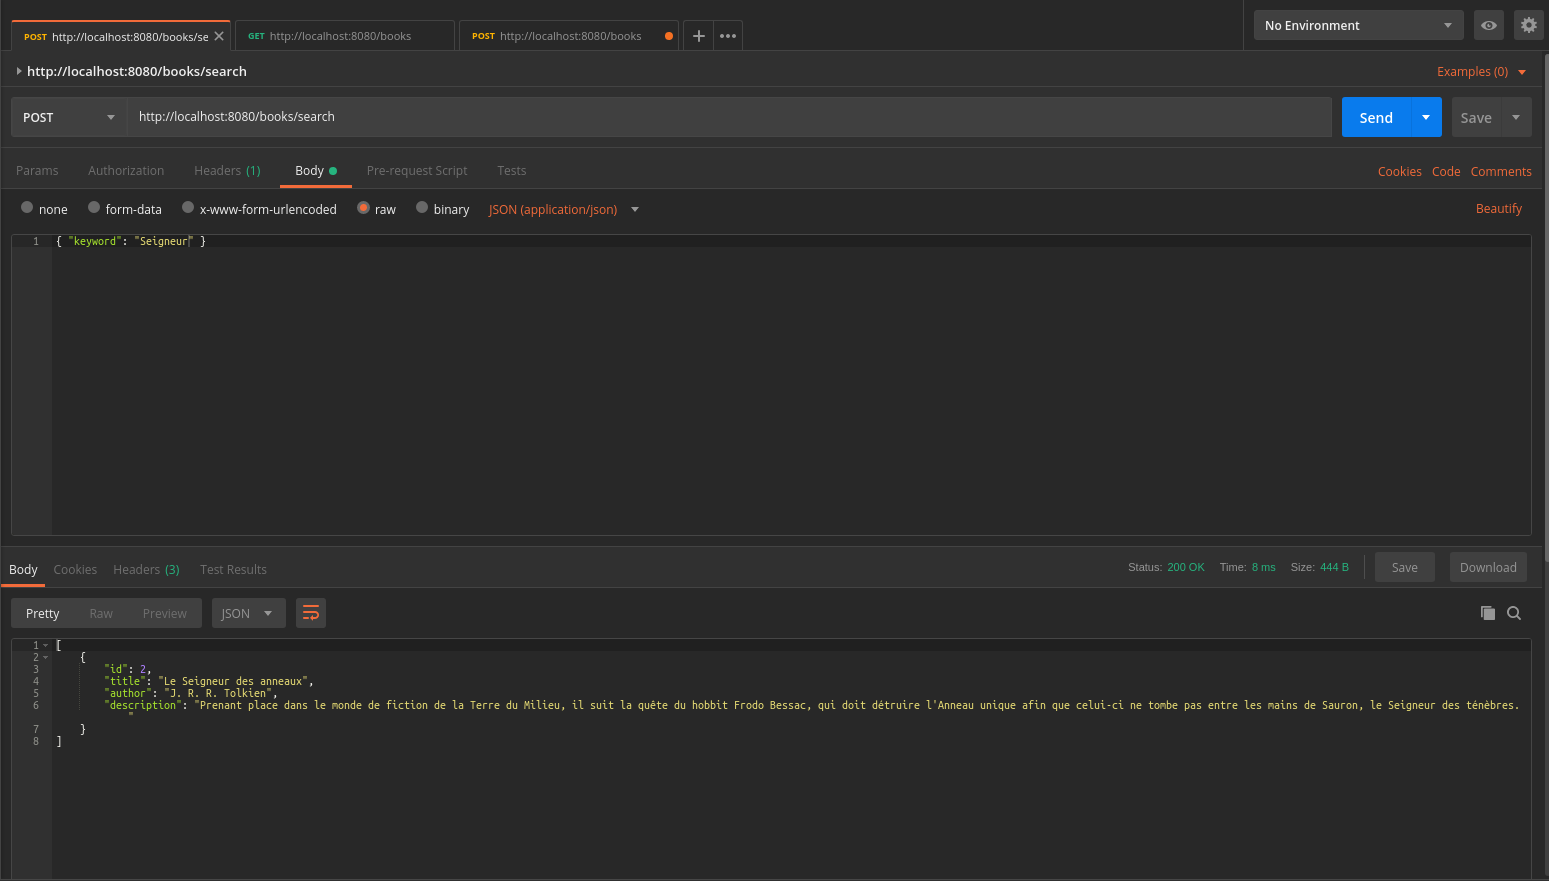 POST http://localhost:8080/books/se
GET http://localhost:8080/books
POST http://localhost:8080/books
No Environment
http://localhost:8080/books/search
Examples (0)
POST http://localhost:8080/books/search
Send
Save
Params Authorization Headers (1) Body Pre-request Script Tests
Cookies Code Comments
none form-data x-www-form-urlencoded raw binary JSON (application/json)
Beautify
1 { "keyword": "Seigneur" }
Body Cookies Headers (3) Test Results
Status: 200 OK Time: 8 ms Size: 444 B
Save Download
Pretty Raw Preview JSON
1 [
2 {
3 "id": 2,
4 "title": "Le Seigneur des anneaux",
5 "author": "J. R. R. Tolkien",
6 "description": "Prenant place dans le monde de fiction de la Terre du Milieu, il suit la quête du hobbit Frodo Bessac, qui doit détruire l'Anneau unique afin que celui-ci ne tombe pas entre les mains de Sauron, le Seigneur des ténèbres.
"
7 }
8 ]